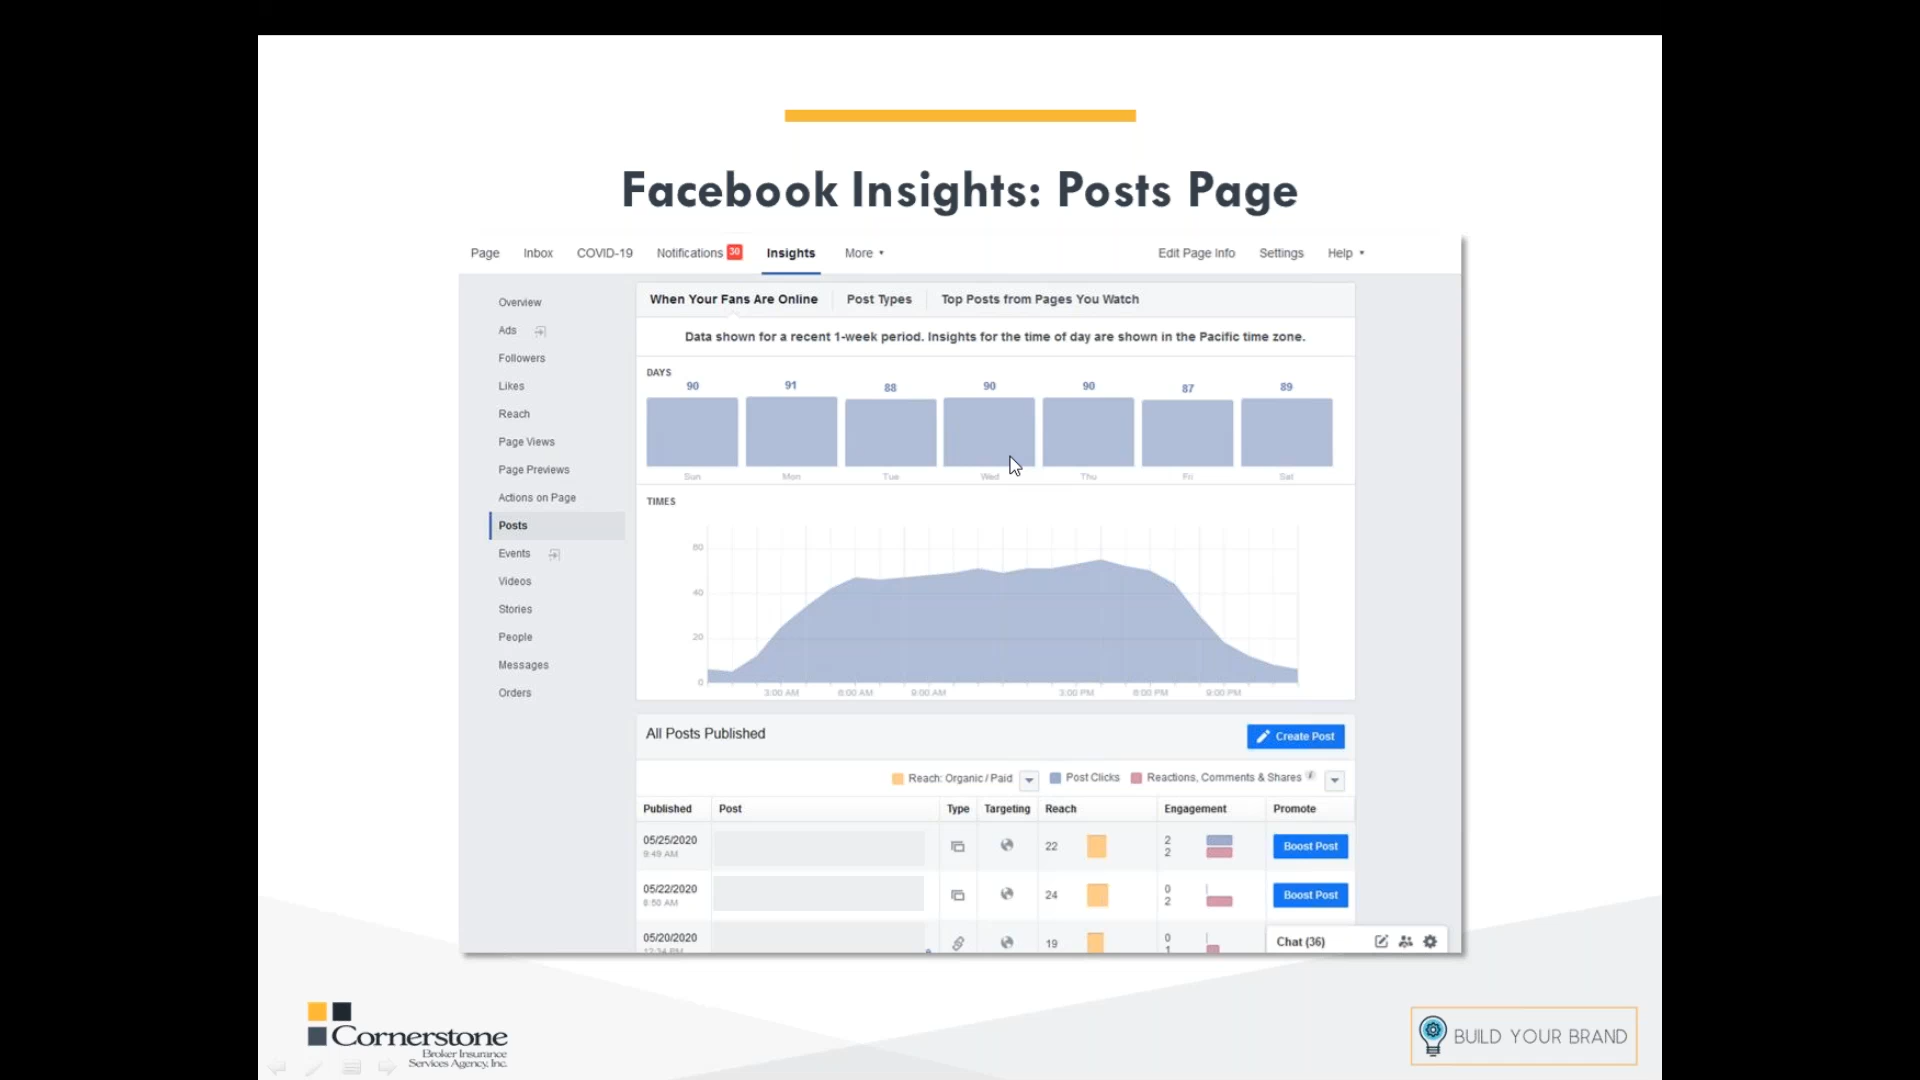 Facebook Insights: Posts Page
Page Inbox COVID-19 Notifications 30 Insights More Edit Page Info Settings Help
Overview
Ads
Followers
Likes
Reach
Page Views
Page Previews
Actions on Page
Posts
Events
Videos
Stories
People
Messages
Orders
When Your Fans Are Online Post Types Top Posts from Pages You Watch
Data shown for a recent 1-week period. Insights for the time of day are shown in the Pacific time zone.
DAYS
90 91 88 90 90 87 89
Sun Mon Tue Wed Thu Fri Sat
TIMES
60
40
20
0
3:00 AM 6:00 AM 9:00 AM 3:00 PM 6:00 PM 9:00 PM
All Posts Published
Create Post
Reach: Organic / Paid Post Clicks Reactions, Comments & Shares i
Published Post Type Targeting Reach Engagement Promote
05/25/2020 22 2 Boost Post
9:49 AM 2
05/22/2020 24 0 Boost Post
8:50 AM 2
05/20/2020 19 0
1
Chat (36)
Cornerstone
Broker Insurance
Services Agency, Inc.
BUILD YOUR BRAND